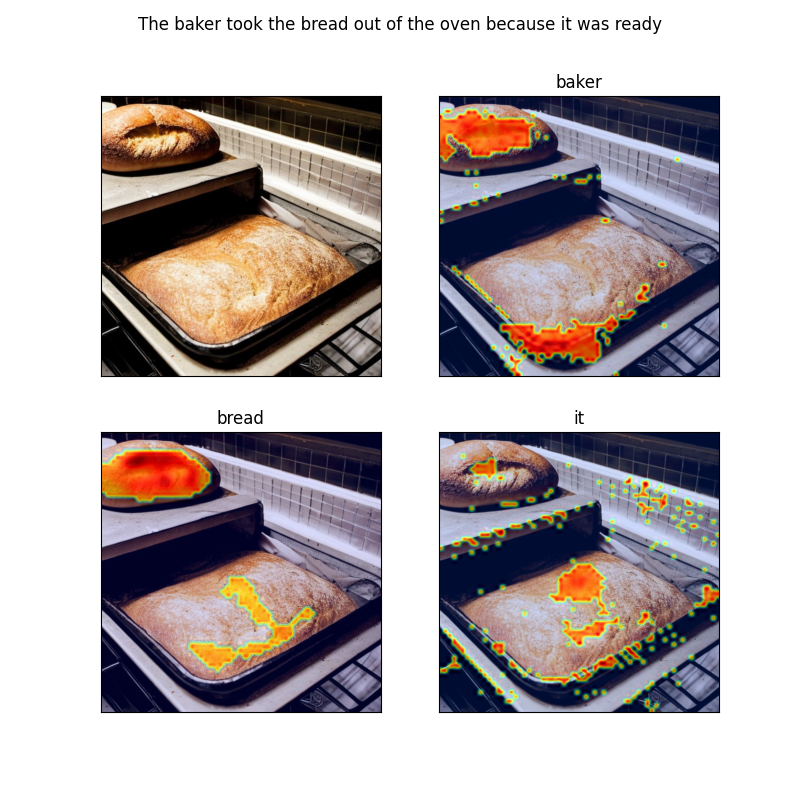 The baker took the bread out of the oven because it was ready
baker
bread
it